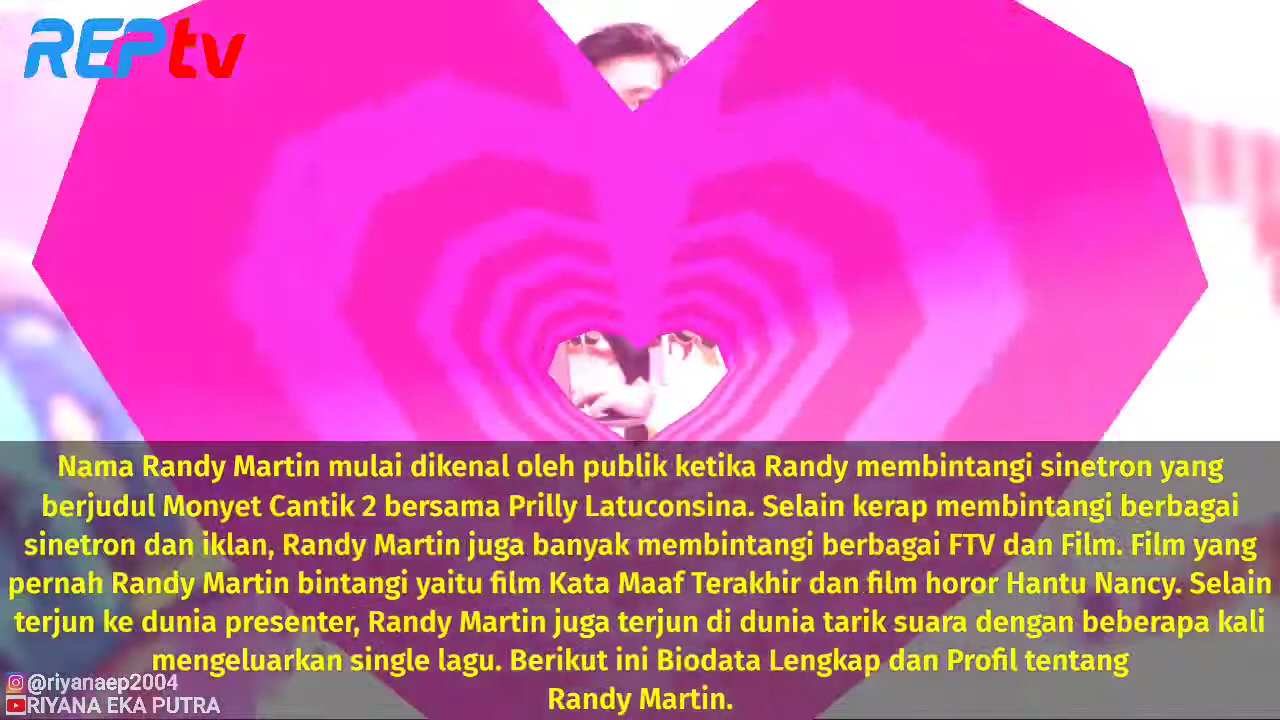 REPtv
Nama Randy Martin mulai dikenal oleh publik ketika Randy membintangi sinetron yang
berjudul Monyet Cantik 2 bersama Prilly Latuconsina. Selain kerap membintangi berbagai
sinetron dan iklan, Randy Martin juga banyak membintangi berbagai FTV dan Film. Film yang
pernah Randy Martin bintangi yaitu film Kata Maaf Terakhir dan film horor Hantu Nancy. Selain
terjun ke dunia presenter, Randy Martin juga terjun di dunia tarik suara dengan beberapa kali
mengeluarkan single lagu. Berikut ini Biodata Lengkap dan Profil tentang
Randy Martin.
@riyanaep2004
RIYANA EKA PUTRA